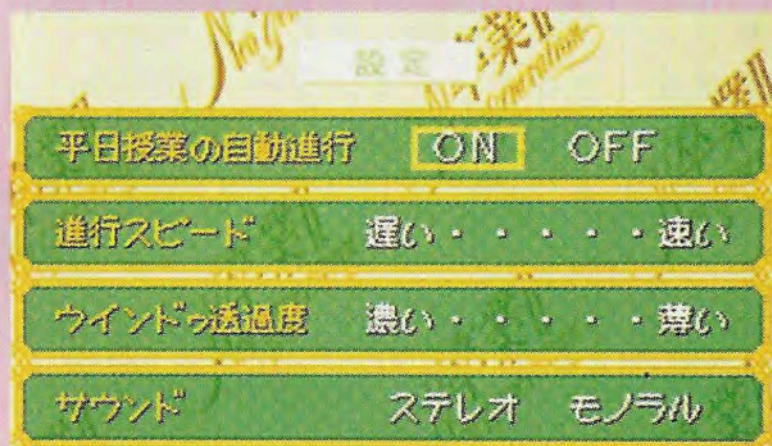 設定
平日授業の自動進行 ON OFF
進行スピード 遅い・・・・・速い
ウインドゥ透過度 濃い・・・・・薄い
サウンド ステレオ モノラル